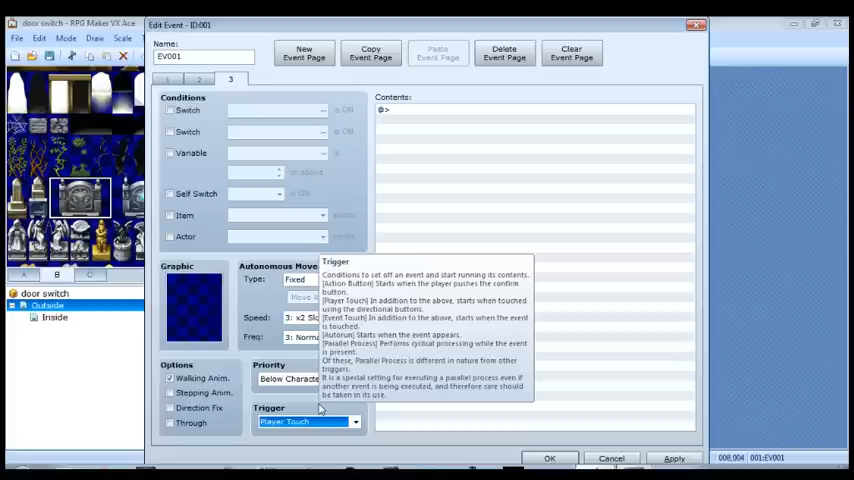 door switch - RPG Maker VX Ace
File Edit Mode Draw Scale
A B C
door switch
Outside
Inside
Edit Event - ID:001
Name:
EV001
New Event Page
Copy Event Page
Paste Event Page
Delete Event Page
Clear Event Page
1 2 3
Conditions
Switch ... is ON
Switch ... is ON
Variable ... is
or above
Self Switch is ON
Item exists
Actor exists
Graphic
Autonomous Move
Type: Fixed
Move
Speed: 3: x2 Slo
Freq: 3: Norma
Options
Walking Anim.
Stepping Anim.
Direction Fix
Through
Priority
Below Characte
Trigger
Player Touch
Contents:
@>
Trigger
Conditions to set off an event and start running its contents.
[Action Button] Starts when the player pushes the confirm
button.
[Player Touch] In addition to the above, starts when touched
using the directional buttons.
[Event Touch] In addition to the above, starts when the event
is touched.
[Autorun] Starts when the event appears.
[Parallel Process] Performs cyclical processing while the event
is present.
Of these, Parallel Process is different in nature from other
triggers.
It is a special setting for executing a parallel process even if
another event is being executed, and therefore care should
be taken in its use.
OK Cancel Apply
008,004 001:EV001